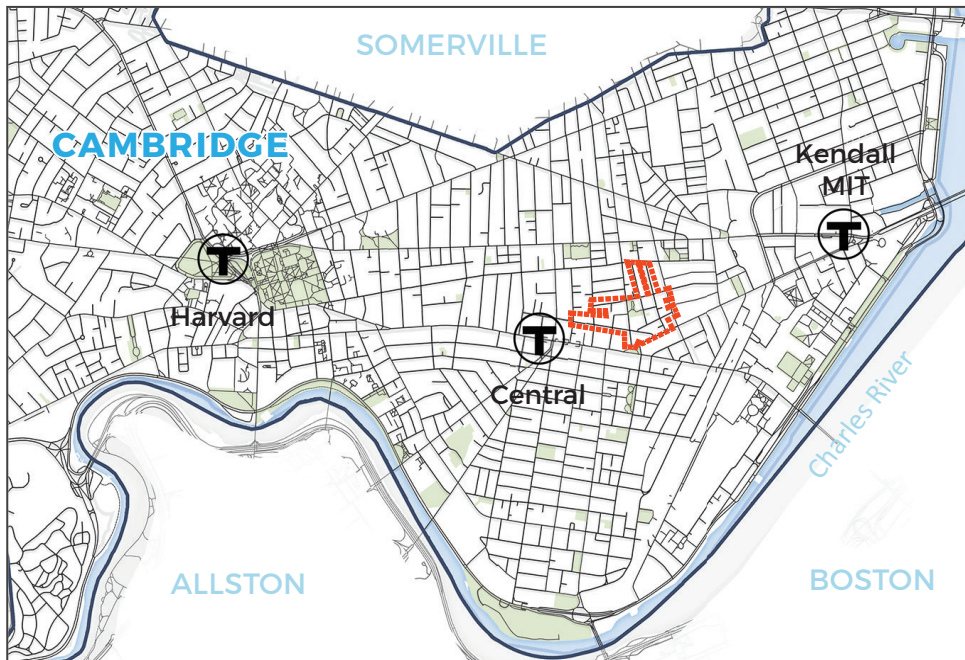 SOMERVILLE
CAMBRIDGE
Kendall
MIT
T
T
Harvard
T
Central
Charles River
ALLSTON
BOSTON